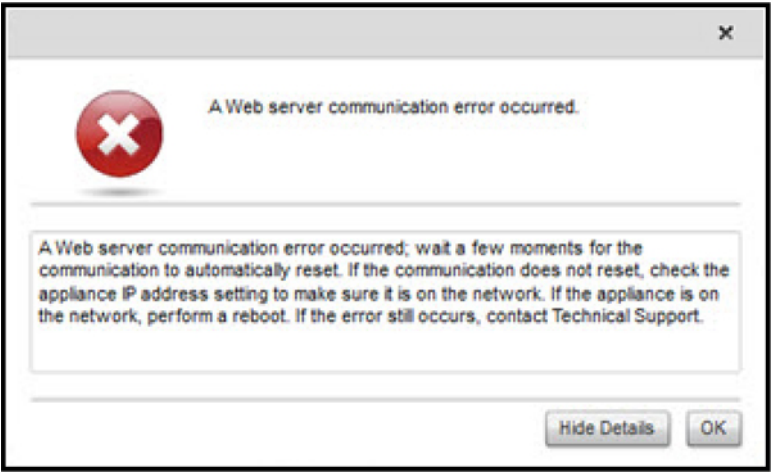 A Web server communication error occurred.
A Web server communication error occurred; wait a few moments for the
communication to automatically reset. If the communication does not reset, check the
appliance IP address setting to make sure it is on the network. If the appliance is on
the network, perform a reboot. If the error still occurs, contact Technical Support.
Hide Details OK